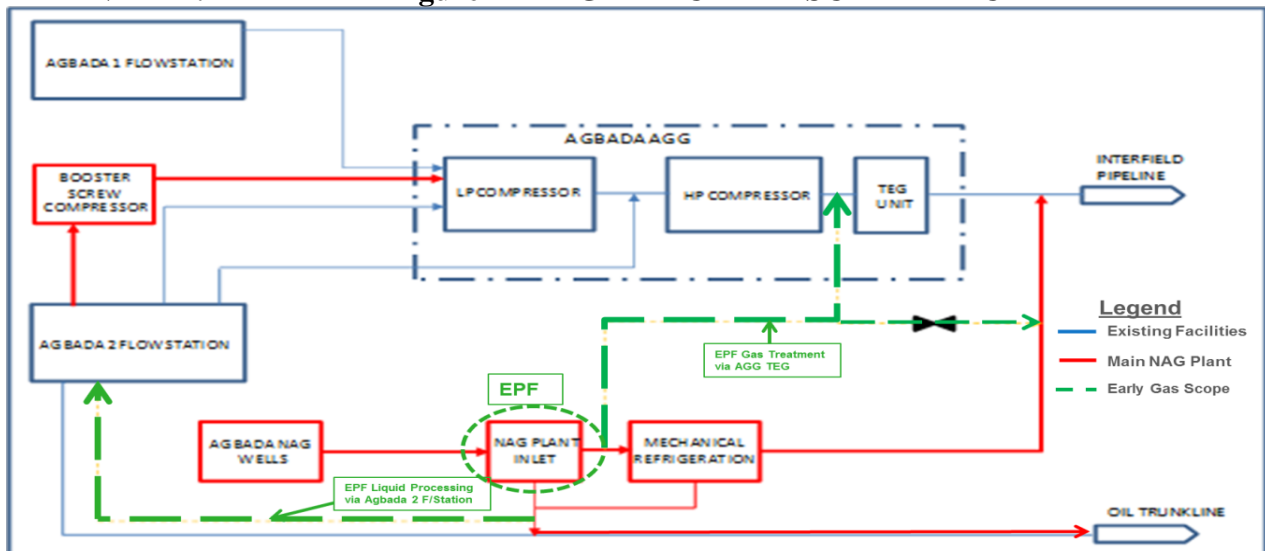 AGBADA 1 FLOWSTATION
AGBADA AGG
BOOSTER
SCREW
COMPRESSOR
LP COMPRESSOR
HP COMPRESSOR
TEG
UNIT
INTERFIELD
PIPELINE
AGBADA 2 FLOWSTATION
EPF Gas Treatment
via AGG TEG
Legend
Existing Facilities
Main NAG Plant
Early Gas Scope
EPF
AGBADA NAG
WELLS
NAG PLANT
INLET
MECHANICAL
REFRIGERATION
EPF Liquid Processing
via Agbada 2 F/Station
OIL TRUNKLINE